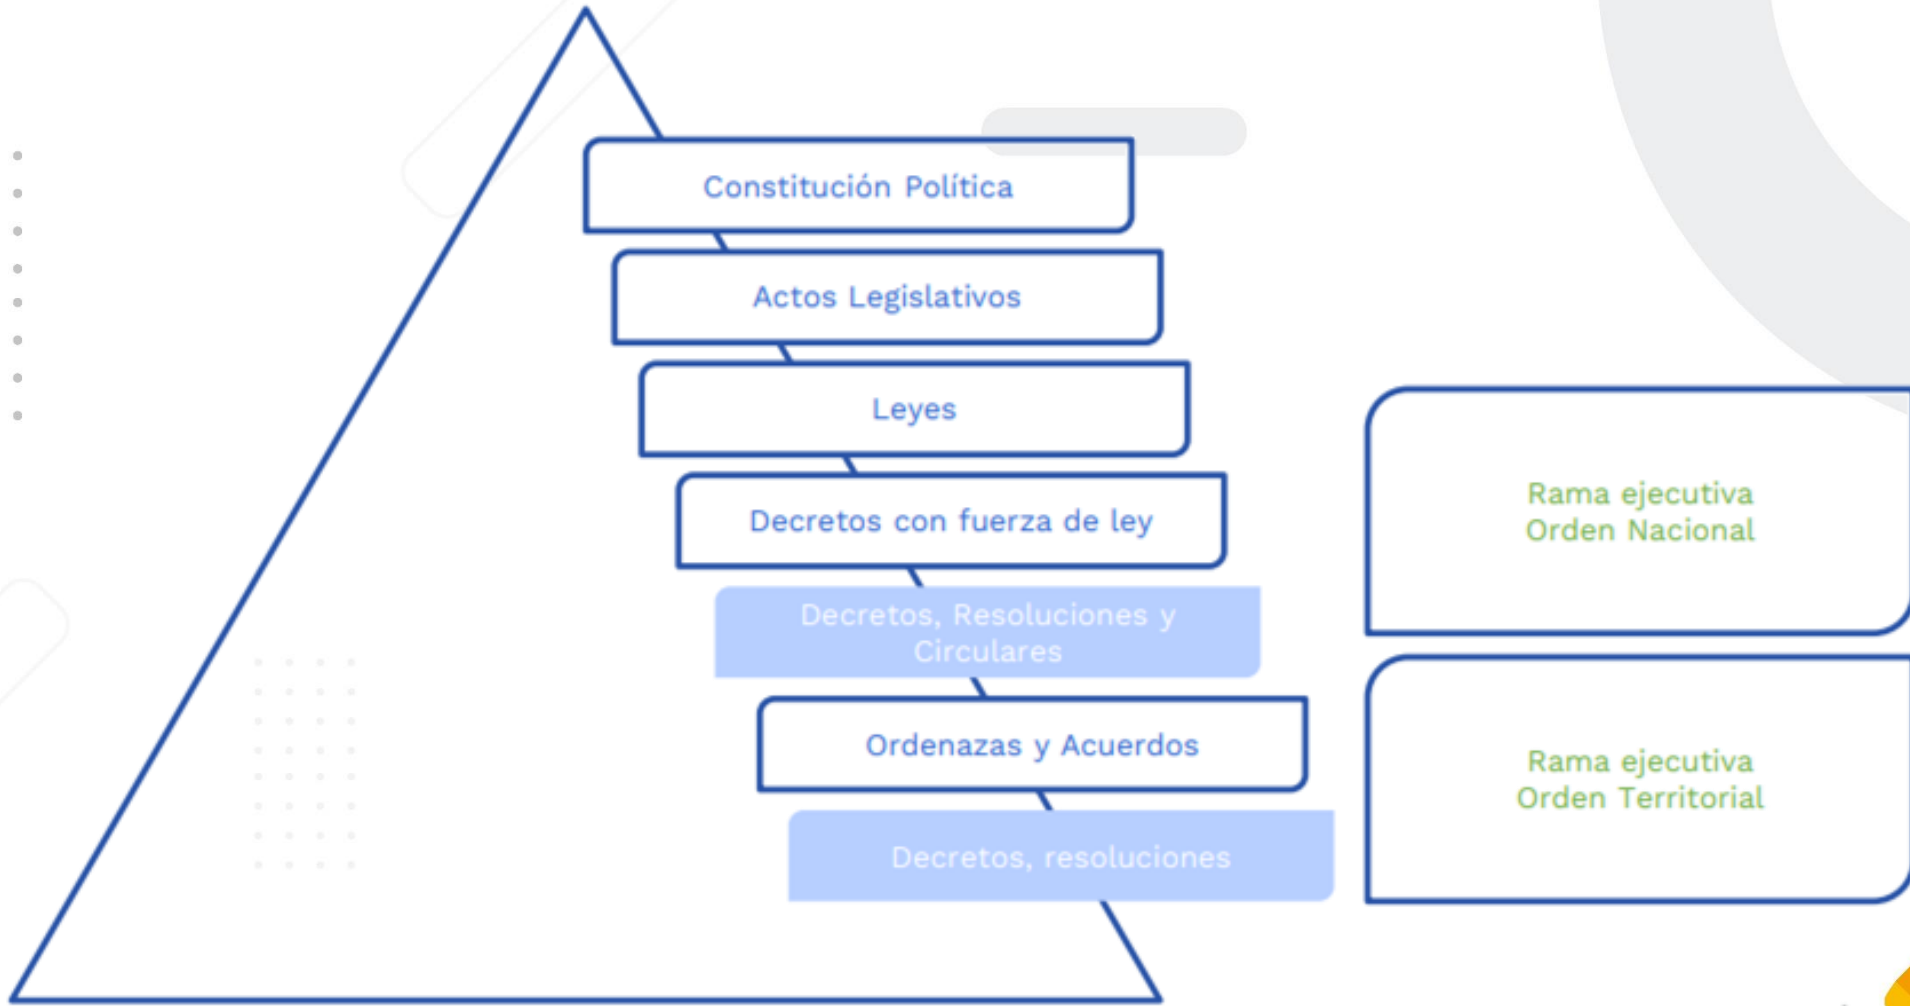 Constitución Política
Actos Legislativos
Leyes
Decretos con fuerza de ley
Decretos, Resoluciones y
Circulares
Ordenazas y Acuerdos
Decretos, resoluciones
Rama ejecutiva
Orden Nacional
Rama ejecutiva
Orden Territorial